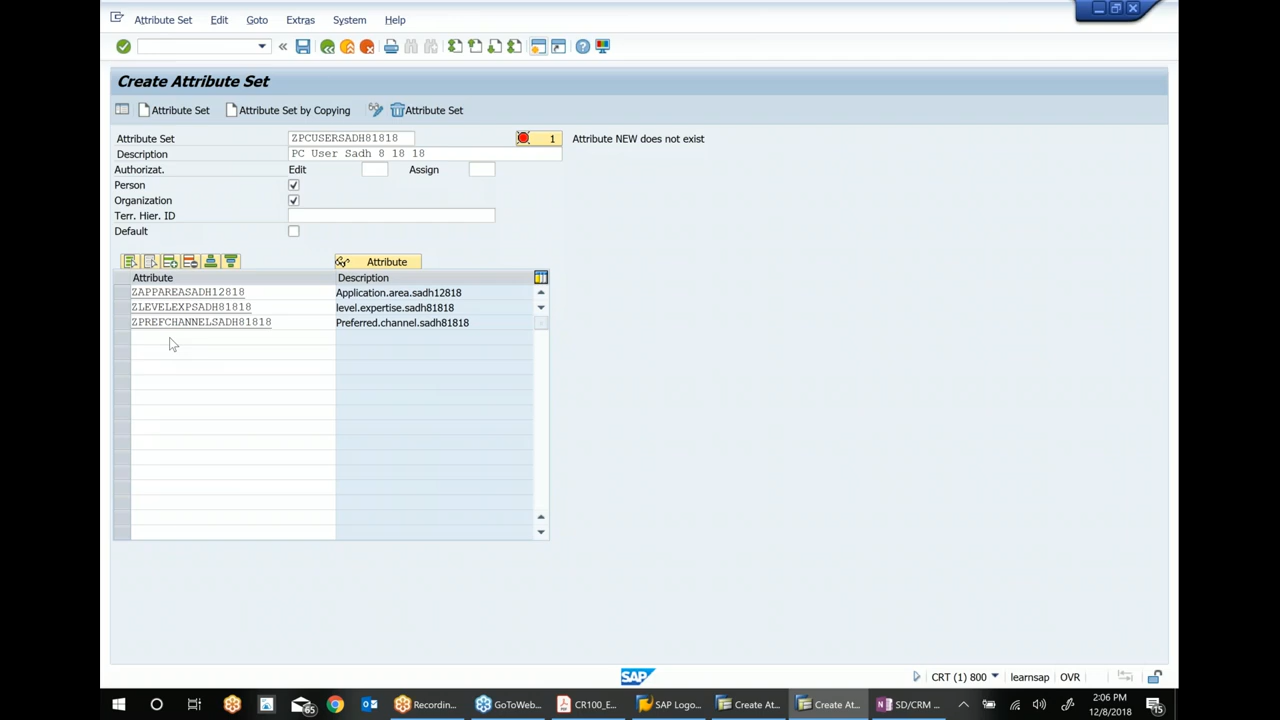 Attribute Set Edit Goto Extras System Help
Create Attribute Set
Attribute Set Attribute Set by Copying Attribute Set
Attribute Set ZPCUSERSADH81818 1 Attribute NEW does not exist
Description PC User Sadh 8 18 18
Authorizat. Edit Assign
Person
Organization
Terr. Hier. ID
Default
Attribute
Attribute Description
ZAPPAREASADH12818 Application.area.sadh12818
ZLEVELEXPSADH81818 level.expertise.sadh81818
ZPREFCHANNELSADH81818 Preferred.channel.sadh81818
SAP CRT (1) 800 learnsap OVR
65 Recordin... GoToWeb... CR100_E... SAP Logo... Create At... Create At... SD/CRM ... 2:06 PM
12/8/2018 15